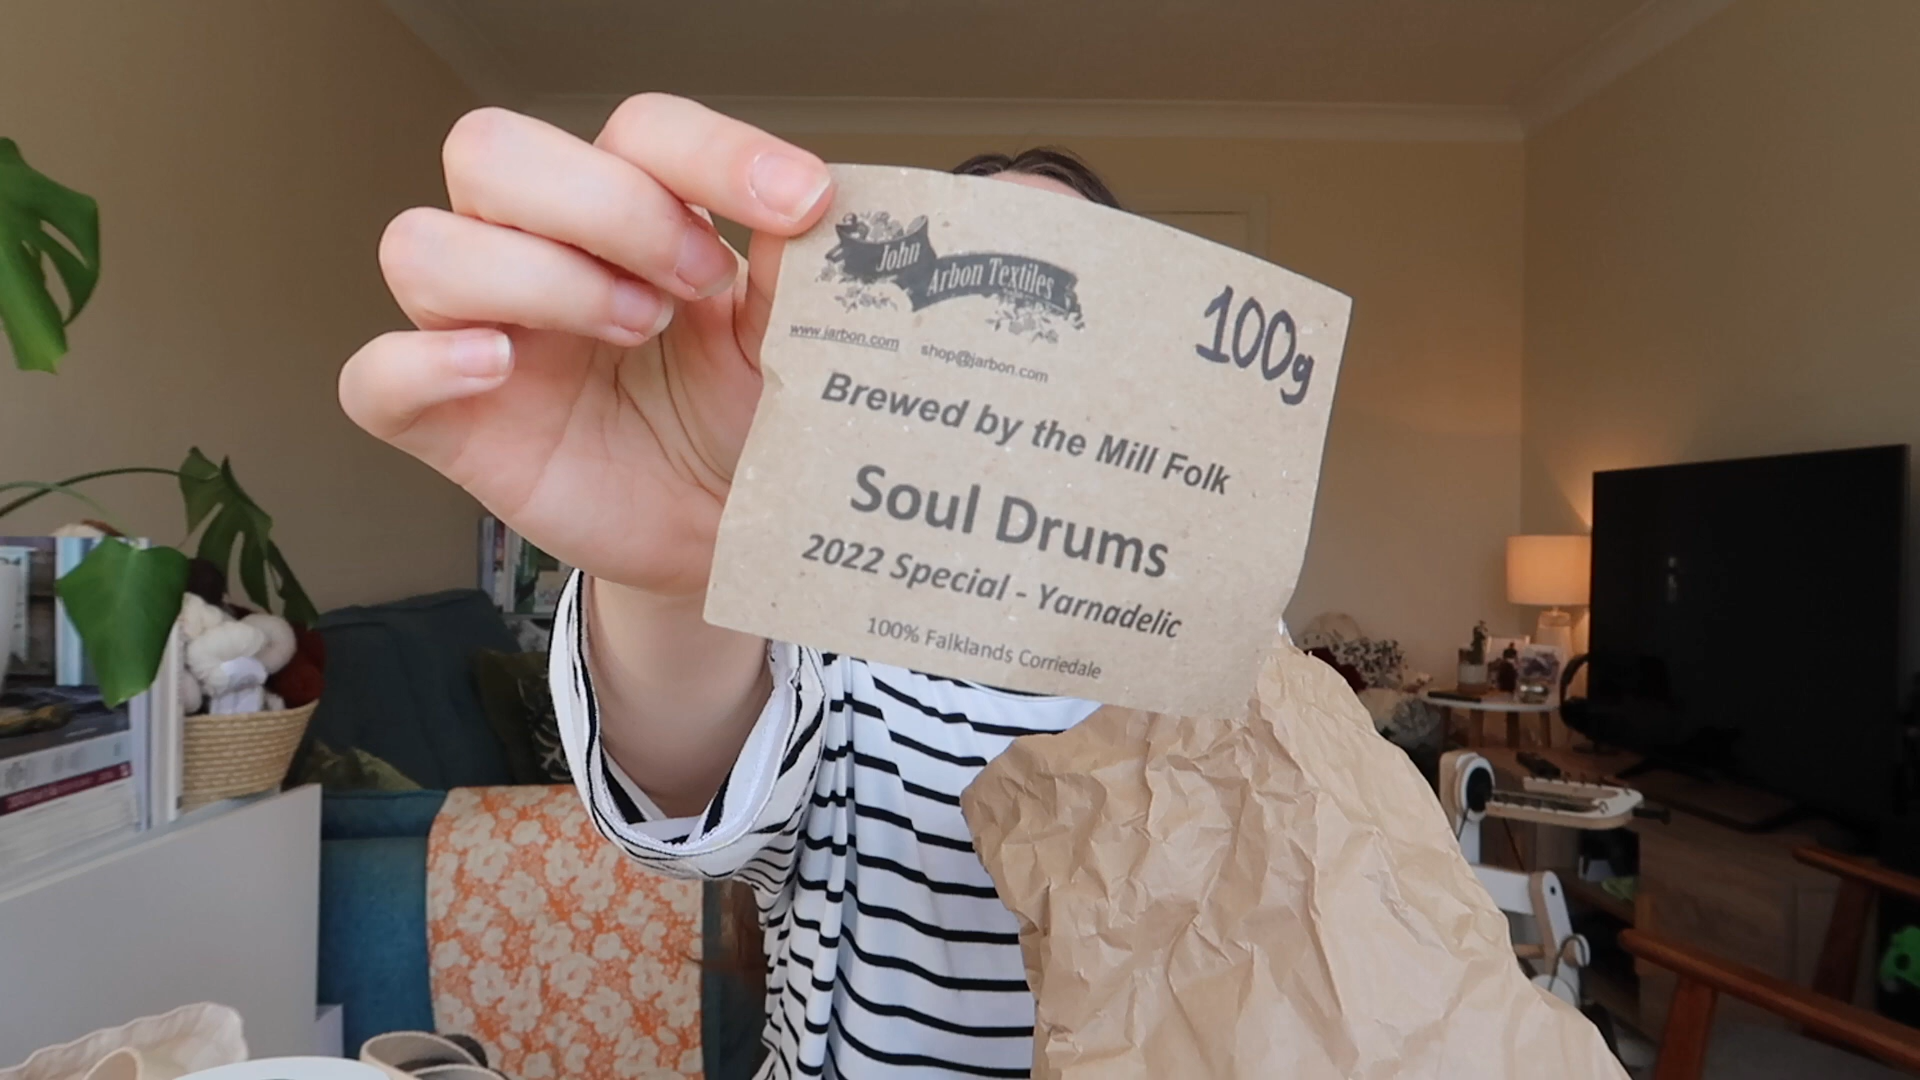 John
Arbon Textiles
100g
www.jarbon.com shop@jarbon.com
Brewed by the Mill Folk
Soul Drums
2022 Special - Yarnadelic
100% Falklands Corriedale